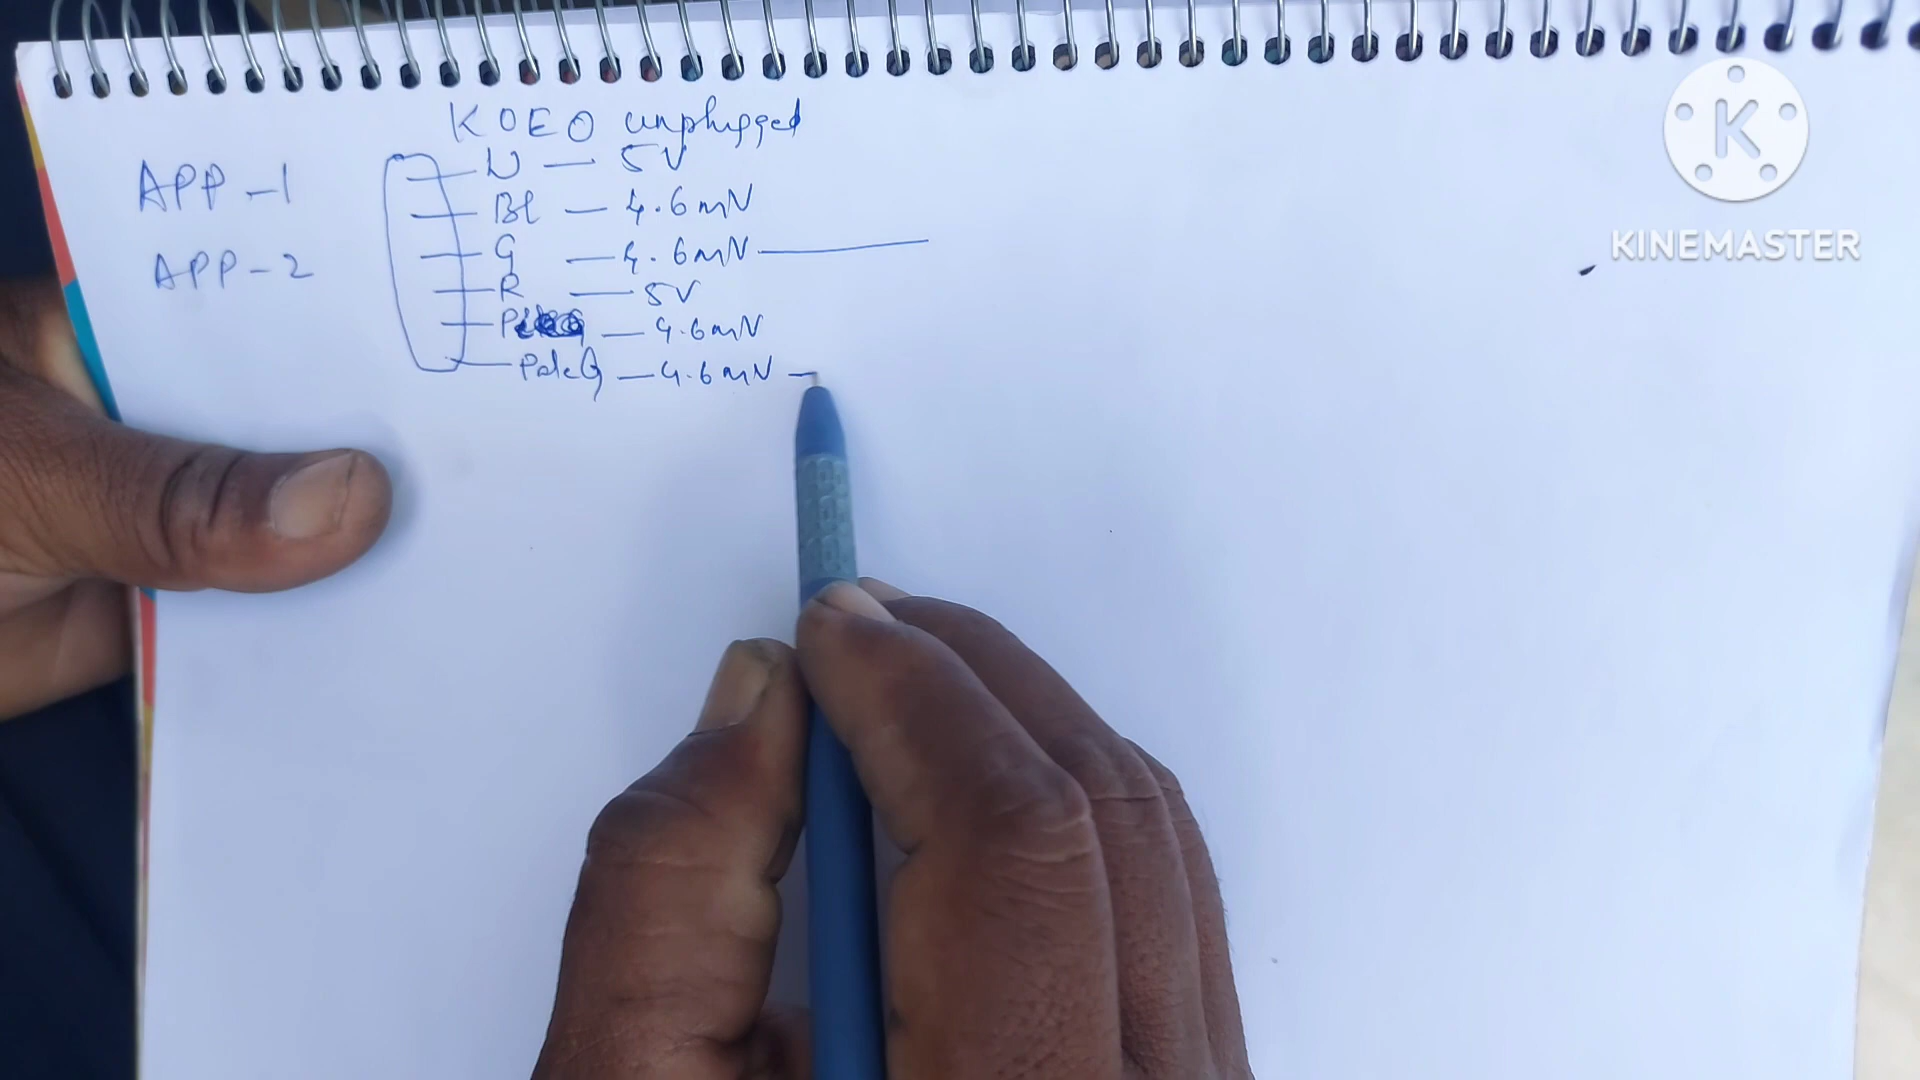 KOEO unplugged
APP-1
APP-2
W — 5V
Bl — 4.6mV
G — 4.6mV
R — 5V
P — 4.6mV
PaleG — 4.6mV
K
KINEMASTER